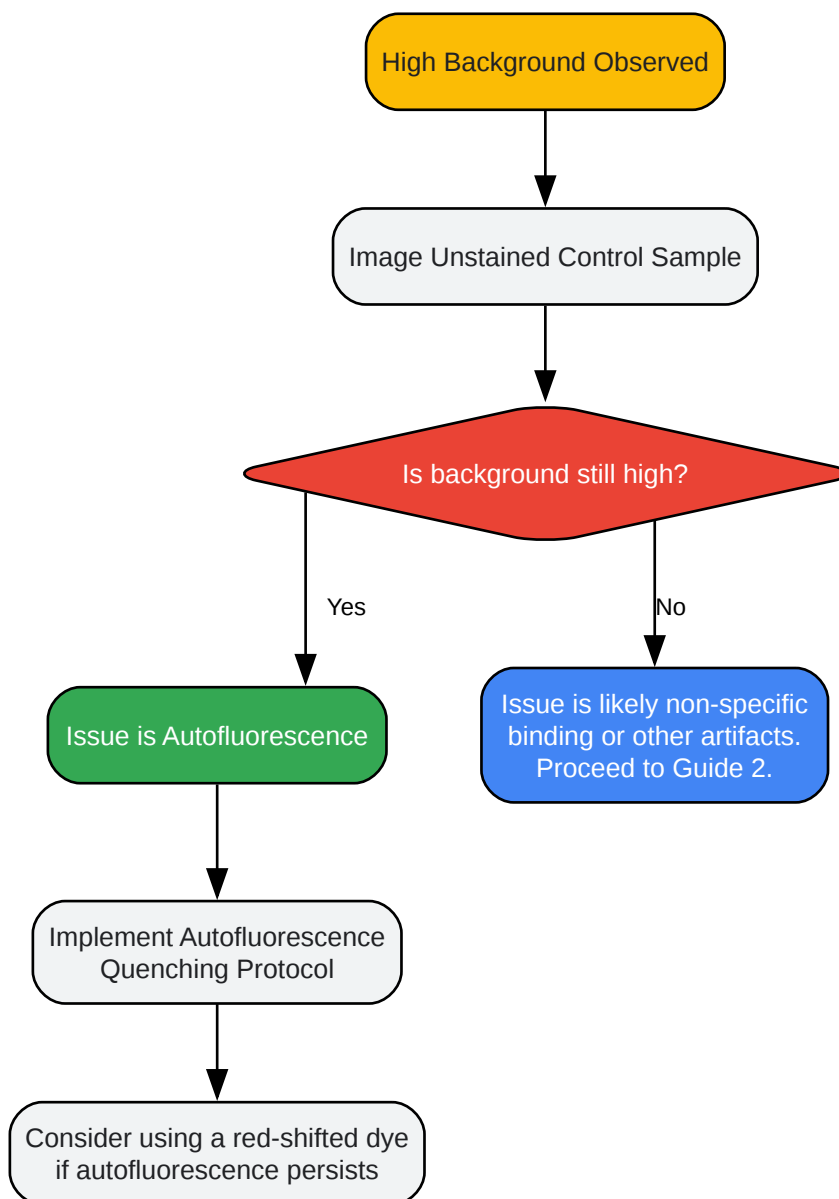 High Background Observed
Image Unstained Control Sample
Is background still high?
Yes
No
Issue is Autofluorescence
Issue is likely non-specific
binding or other artifacts.
Proceed to Guide 2.
Implement Autofluorescence
Quenching Protocol
Consider using a red-shifted dye
if autofluorescence persists